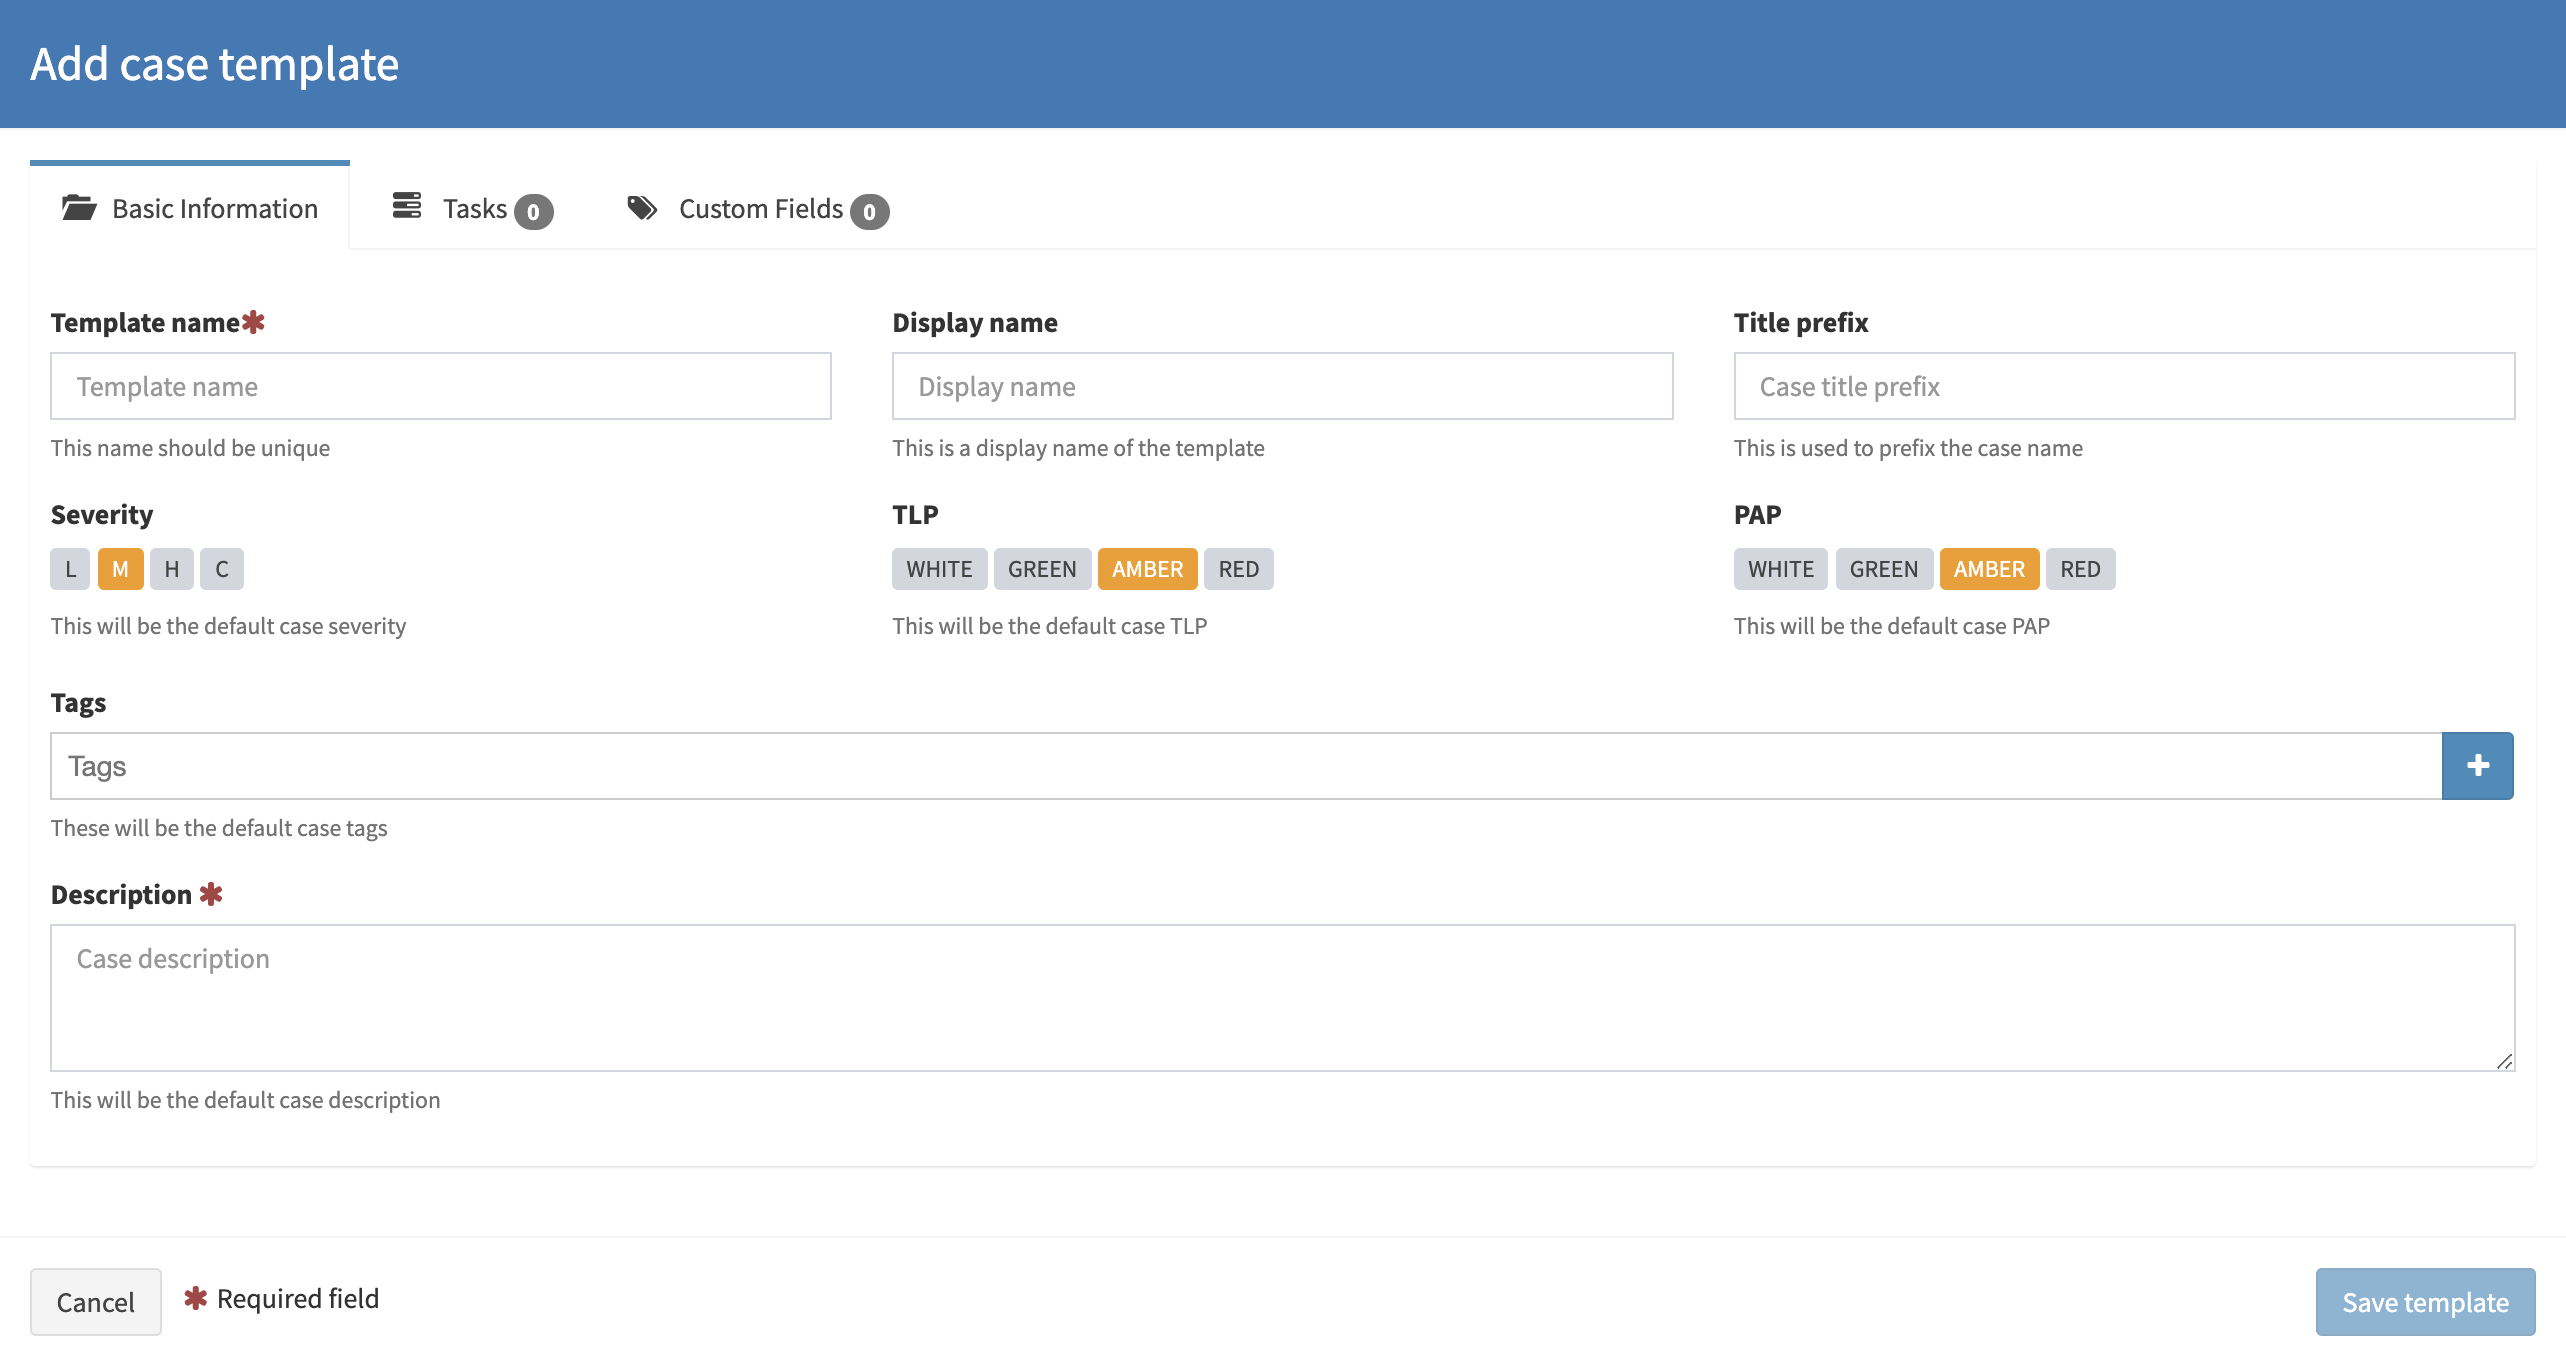 Add case template
Basic Information Tasks 0 Custom Fields 0
Template name* Display name Title prefix
Template name Display name Case title prefix
This name should be unique This is a display name of the template This is used to prefix the case name
Severity TLP PAP
L M H C WHITE GREEN AMBER RED WHITE GREEN AMBER RED
This will be the default case severity This will be the default case TLP This will be the default case PAP
Tags
Tags +
These will be the default case tags
Description *
Case description
This will be the default case description
Cancel * Required field Save template